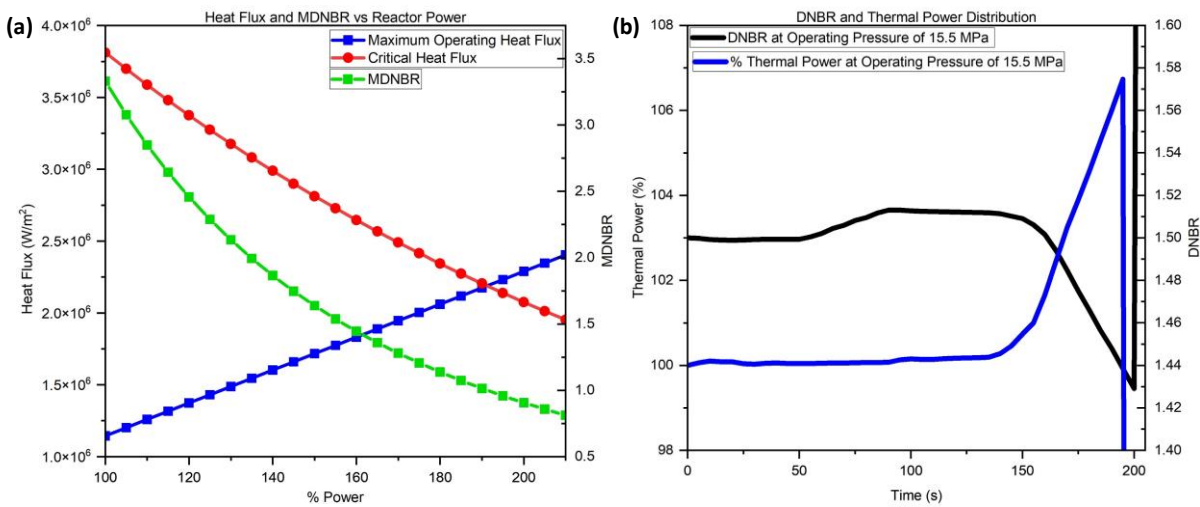 (a)
Heat Flux and MDNBR vs Reactor Power
Maximum Operating Heat Flux
Critical Heat Flux
MDNBR
4.0×10⁶
3.5×10⁶
3.0×10⁶
2.5×10⁶
2.0×10⁶
1.5×10⁶
1.0×10⁶
Heat Flux (W/m²)
100 120 140 160 180 200
% Power
3.5
3.0
2.5
2.0
1.5
1.0
0.5
MDNBR
(b)
DNBR and Thermal Power Distribution
DNBR at Operating Pressure of 15.5 MPa
% Thermal Power at Operating Pressure of 15.5 MPa
108
106
104
102
100
98
Thermal Power (%)
0 50 100 150 200
Time (s)
1.60
1.58
1.56
1.54
1.52
1.50
1.48
1.46
1.44
1.42
1.40
DNBR